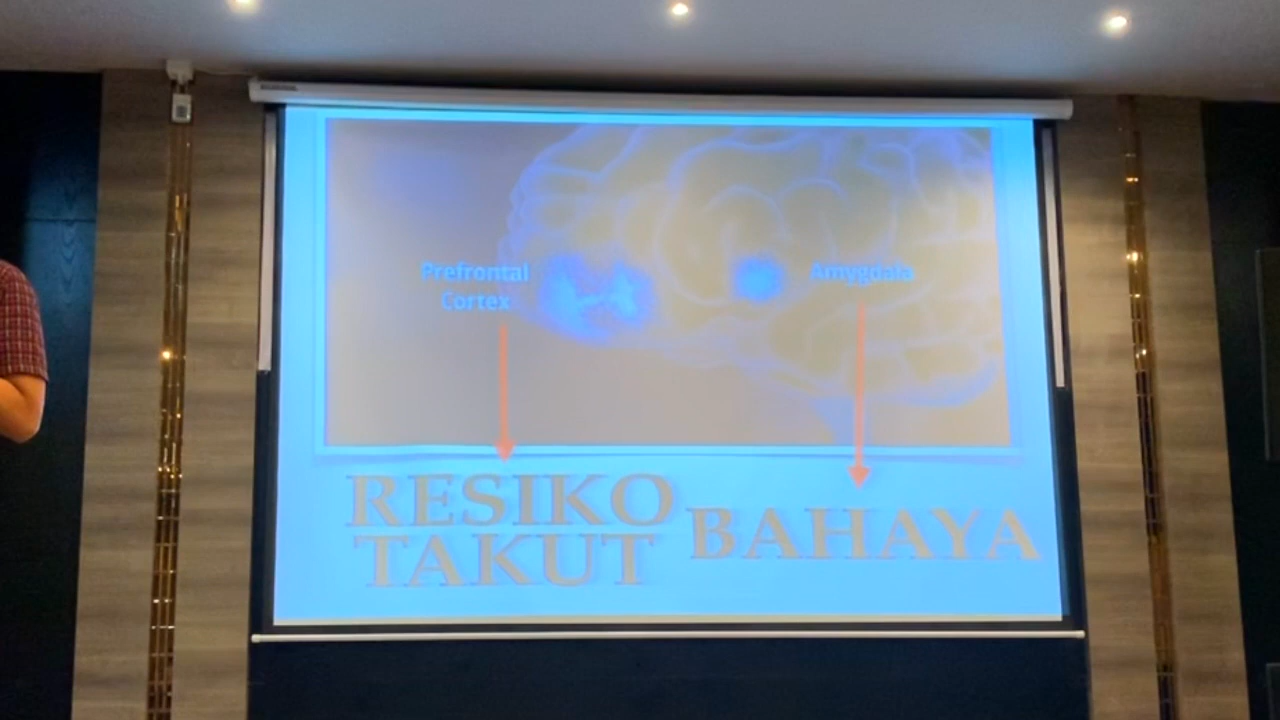 Prefrontal
Cortex
Amygdala
RESIKO
TAKUT
BAHAYA